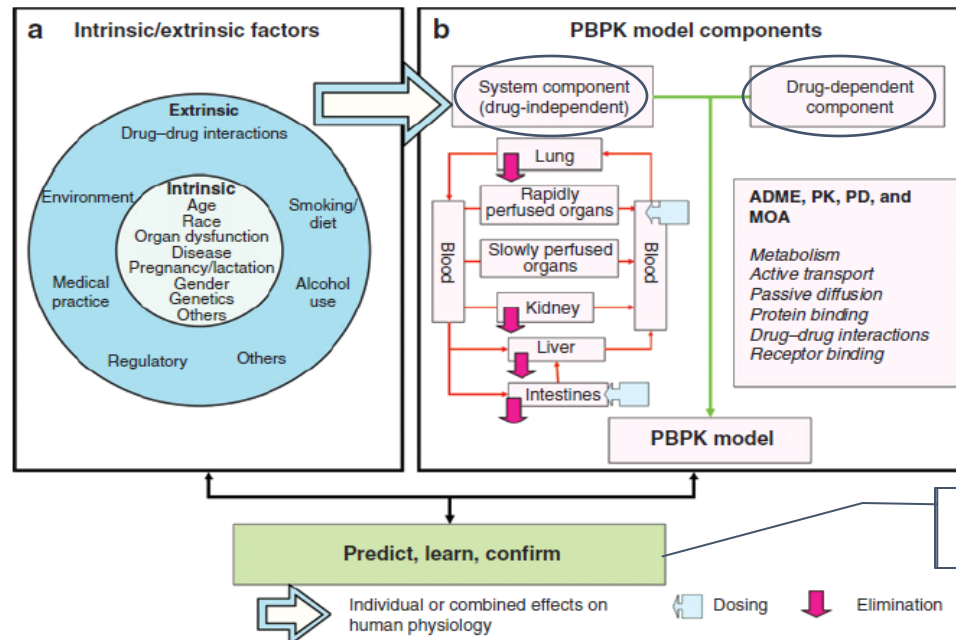 a Intrinsic/extrinsic factors
Extrinsic
Drug–drug interactions
Environment
Smoking/
diet
Intrinsic
Age
Race
Organ dysfunction
Disease
Pregnancy/lactation
Gender
Genetics
Others
Medical
practice
Alcohol
use
Regulatory
Others
b PBPK model components
System component
(drug-independent)
Drug-dependent
component
Lung
Rapidly
perfused organs
Slowly perfused
organs
Kidney
Liver
Intestines
Blood
Blood
ADME, PK, PD, and
MOA
Metabolism
Active transport
Passive diffusion
Protein binding
Drug–drug interactions
Receptor binding
PBPK model
Predict, learn, confirm
Individual or combined effects on
human physiology
Dosing
Elimination